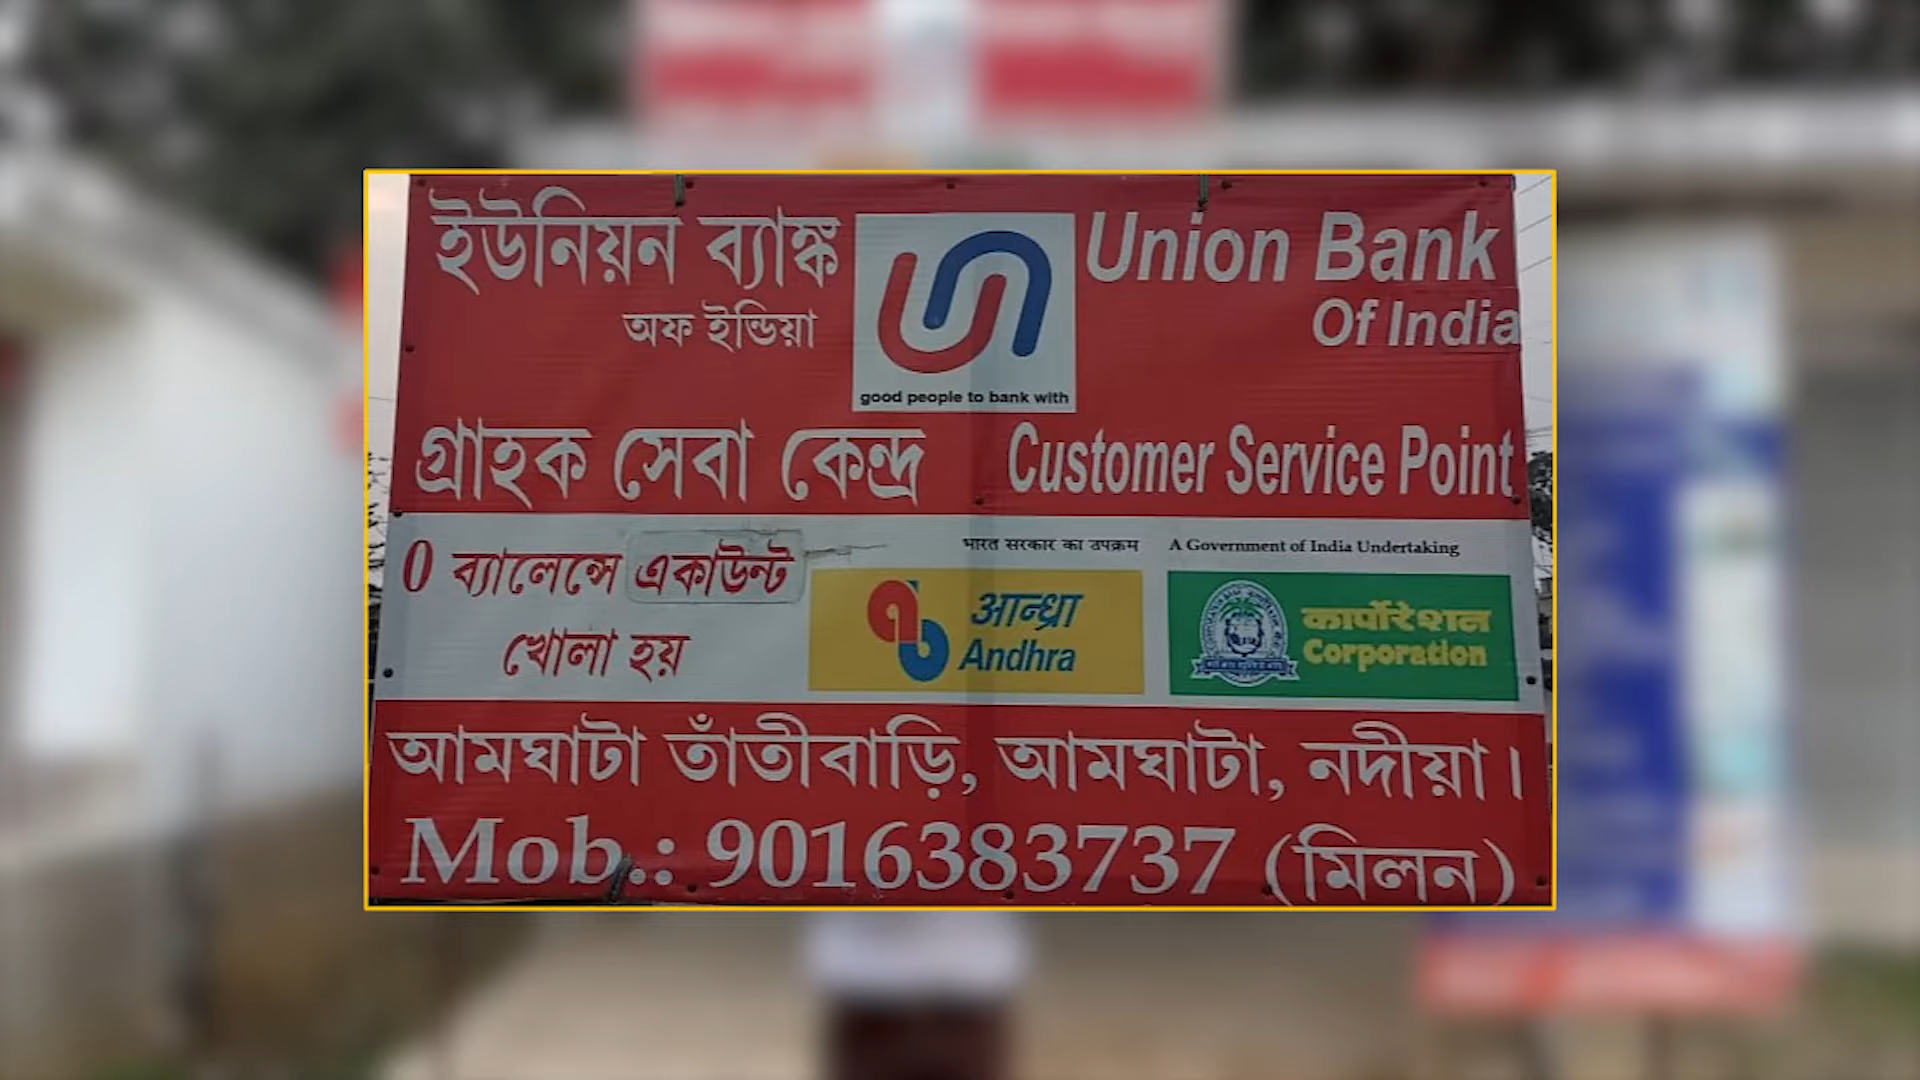 ইউনিয়ন ব্যাঙ্ক
অফ ইন্ডিয়া
Union Bank
Of India
good people to bank with
গ্রাহক সেবা কেন্দ্র
Customer Service Point
0 ব্যালেন্সে একাউন্ট
খোলা হয়
भारत सरकार का उपक्रम
A Government of India Undertaking
आन्ध्रा
Andhra
कार्पोरेशन
Corporation
আমঘাটা তাঁতীবাড়ি, আমঘাটা, নদীয়া।
Mob.: 9016383737 (মিলন)